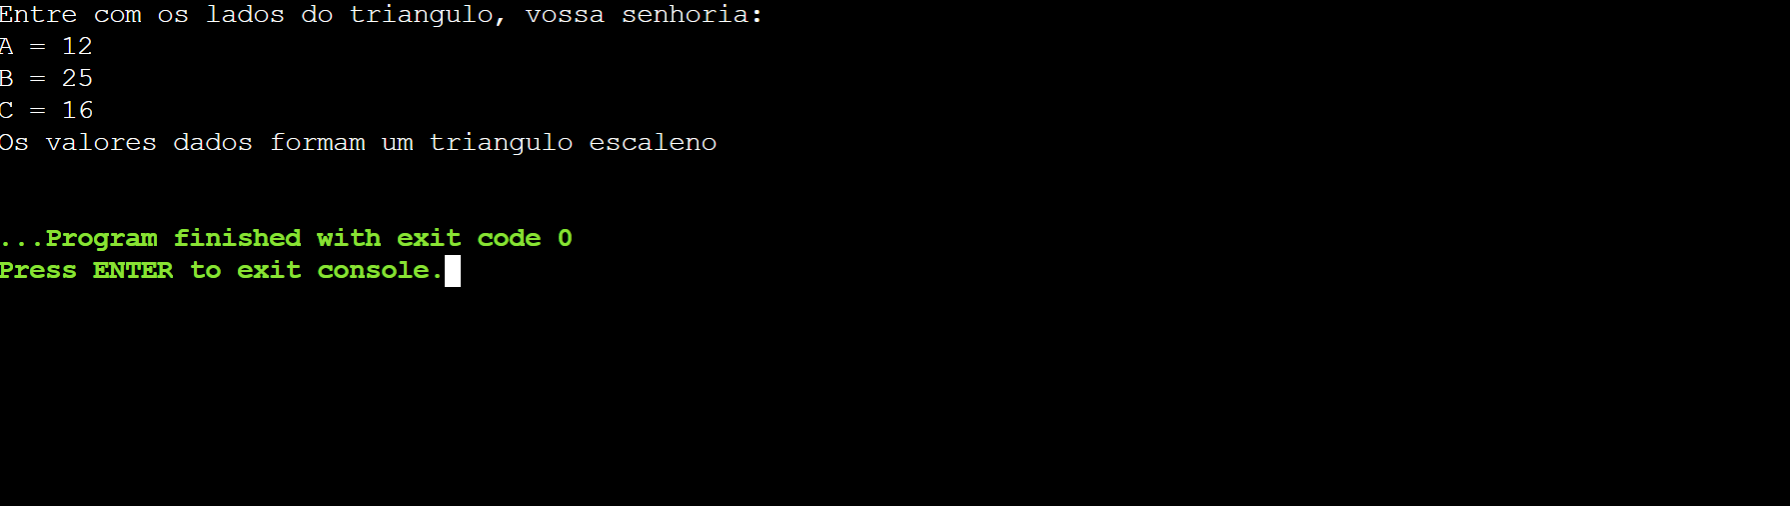 Entre com os lados do triangulo, vossa senhoria:
A = 12
B = 25
C = 16
Os valores dados formam um triangulo escaleno
...Program finished with exit code 0
Press ENTER to exit console.